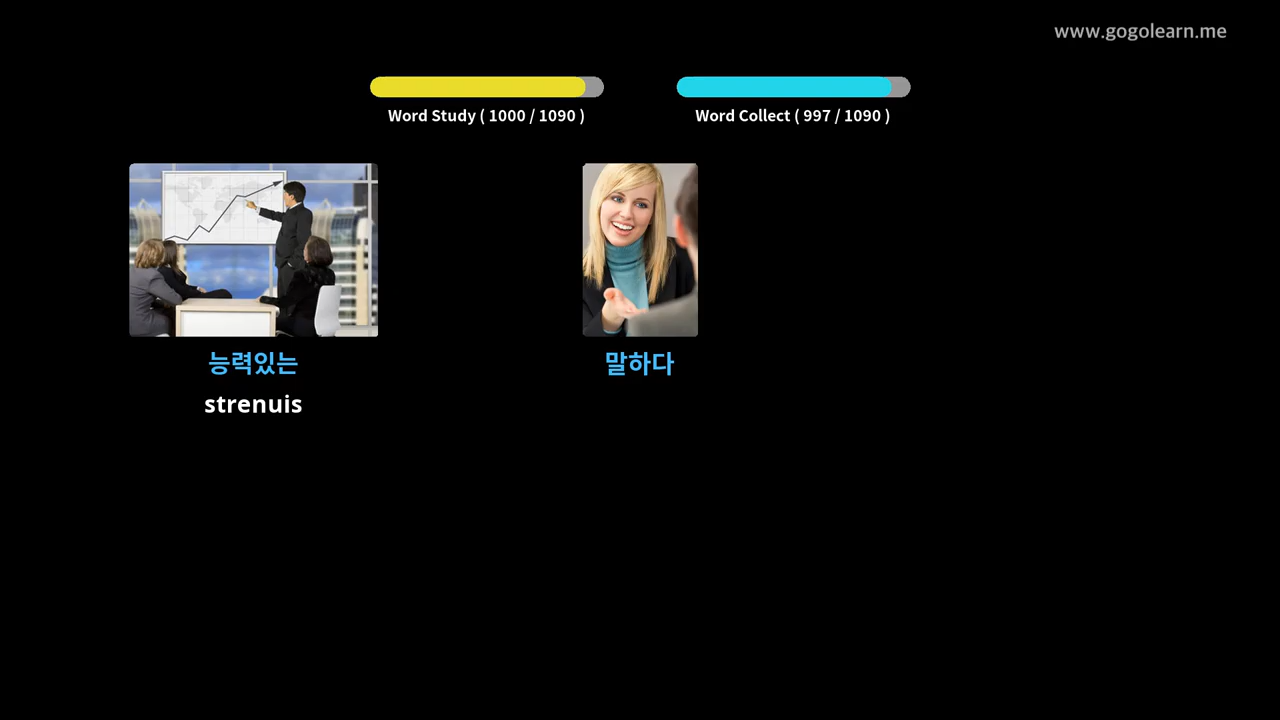 www.gogolearn.me
Word Study ( 1000 / 1090 )
Word Collect ( 997 / 1090 )
능력있는
말하다
strenuis